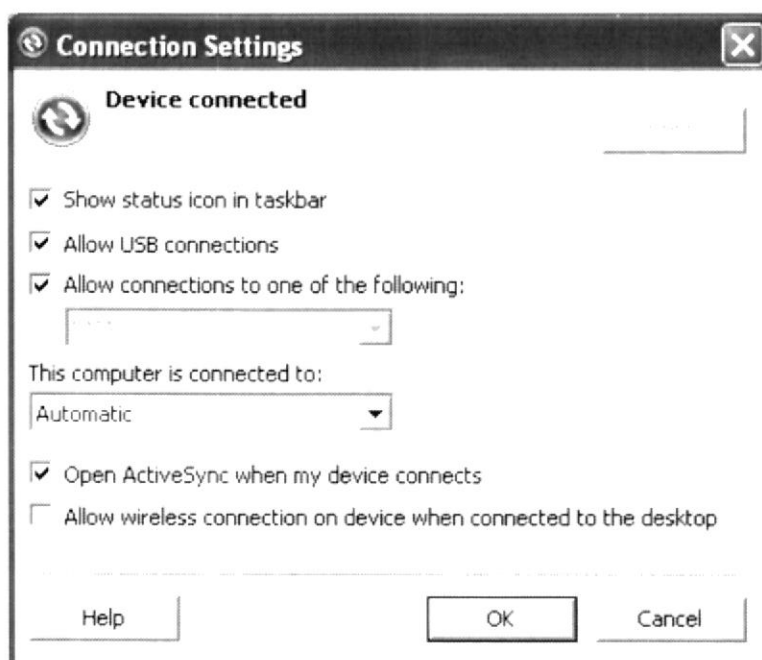 Connection Settings
Device connected
Show status icon in taskbar
Allow USB connections
Allow connections to one of the following:
This computer is connected to:
Automatic
Open ActiveSync when my device connects
Allow wireless connection on device when connected to the desktop
Help OK Cancel